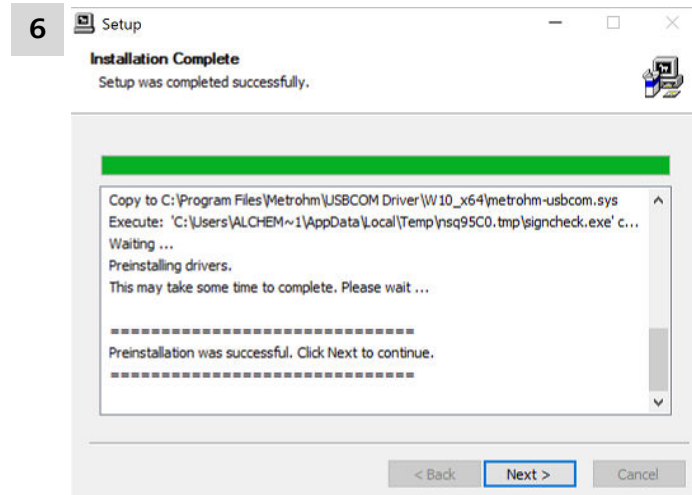 6
Setup
Installation Complete
Setup was completed successfully.
Copy to C:\Program Files\Metrohm\USBCOM Driver\W10_x64\metrohm-usbcom.sys
Execute: 'C:\Users\ALCHEM~1\AppData\Local\Temp\nsq95C0.tmp\signcheck.exe' c...
Waiting ...
Preinstalling drivers.
This may take some time to complete. Please wait ...
==============================
Preinstallation was successful. Click Next to continue.
==============================
< Back Next > Cancel